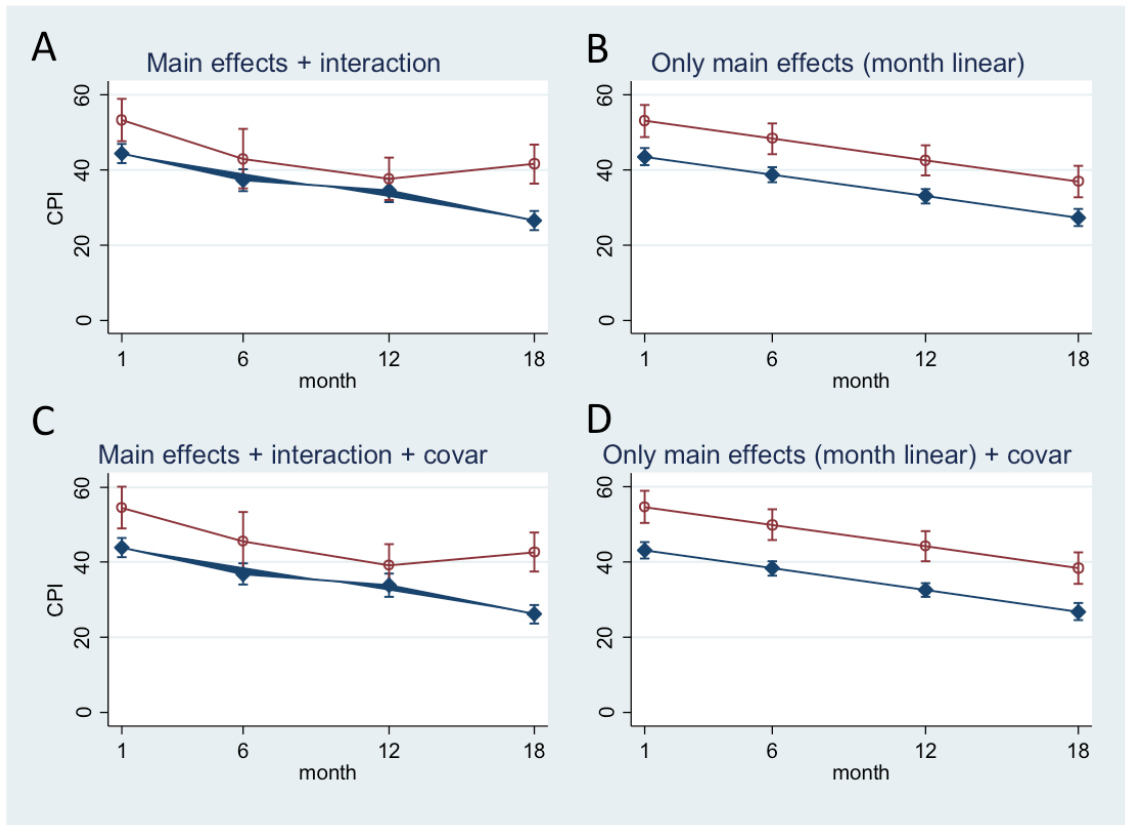 A
Main effects + interaction
60
40
20
0
CPI
1 6 12 18
month
B
Only main effects (month linear)
60
40
20
0
1 6 12 18
month
C
Main effects + interaction + covar
60
40
20
0
CPI
1 6 12 18
month
D
Only main effects (month linear) + covar
60
40
20
0
1 6 12 18
month